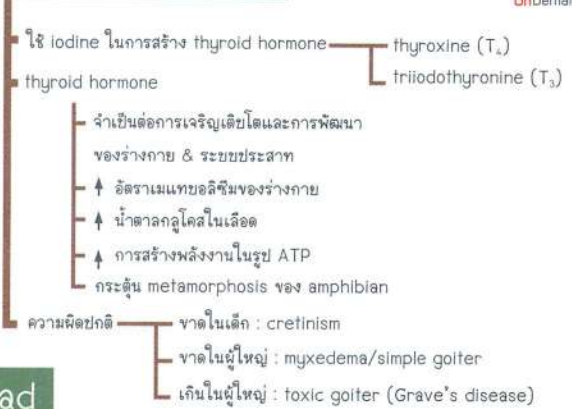 OnDeman
ใช้ iodine ในการสร้าง thyroid hormone thyroxine (T₄)
triiodothyronine (T₃)
thyroid hormone
จำเป็นต่อการเจริญเติบโตและการพัฒนา
ของร่างกาย & ระบบประสาท
↑ อัตราเมแทบอลิซึมของร่างกาย
↑ น้ำตาลกลูโคสในเลือด
↑ การสร้างพลังงานในรูป ATP
กระตุ้น metamorphosis ของ amphibian
ความผิดปกติ ขาดในเด็ก : cretinism
ขาดในผู้ใหญ่ : myxedema/simple goiter
เกินในผู้ใหญ่ : toxic goiter (Grave's disease)
ad